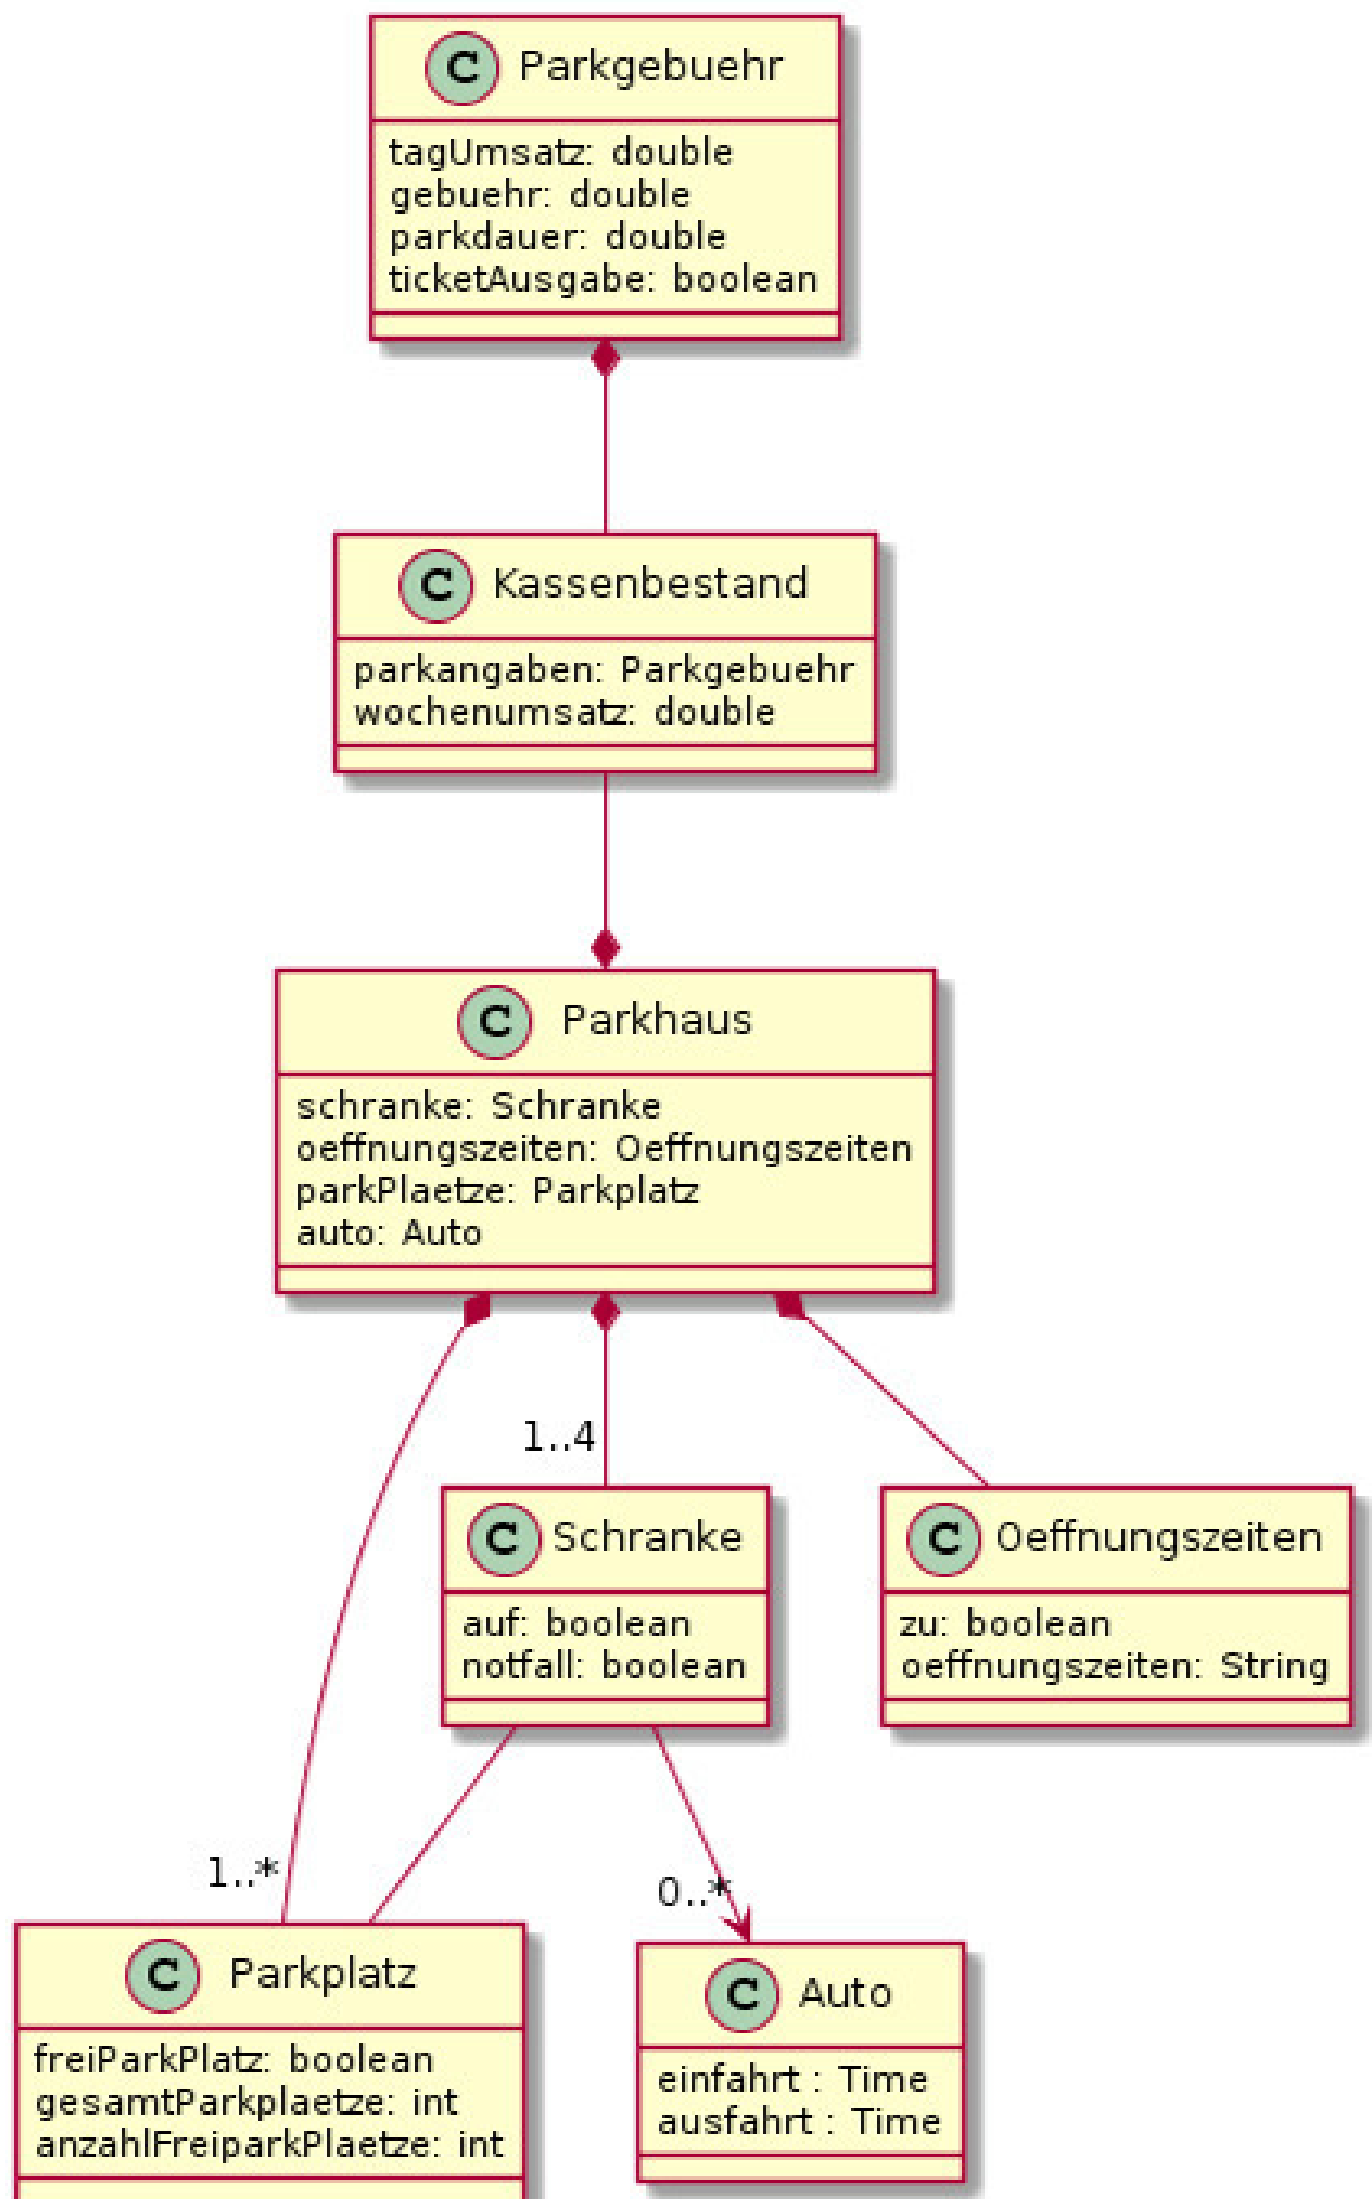 C Parkgebuehr
tagUmsatz: double
gebuehr: double
parkdauer: double
ticketAusgabe: boolean
C Kassenbestand
parkangaben: Parkgebuehr
wochenumsatz: double
C Parkhaus
schranke: Schranke
oeffnungszeiten: Oeffnungszeiten
parkPlaetze: Parkplatz
auto: Auto
1..4
C Schranke
auf: boolean
notfall: boolean
C Oeffnungszeiten
zu: boolean
oeffnungszeiten: String
1..*
0..*
C Parkplatz
freiParkPlatz: boolean
gesamtParkplaetze: int
anzahlFreiparkPlaetze: int
C Auto
einfahrt : Time
ausfahrt : Time